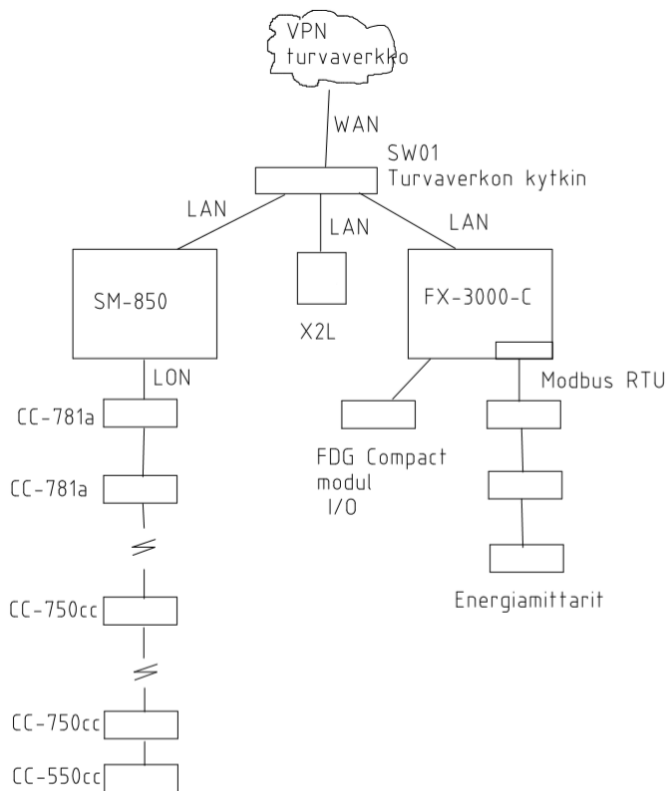 VPN
turvaverkko
WAN
SW01
Turvaverkon kytkin
LAN
LAN
LAN
SM-850
FX-3000-C
X2L
LON
Modbus RTU
CC-781a
FDG Compact
modul
I/O
CC-781a
Energiamittarit
CC-750cc
CC-750cc
CC-550cc